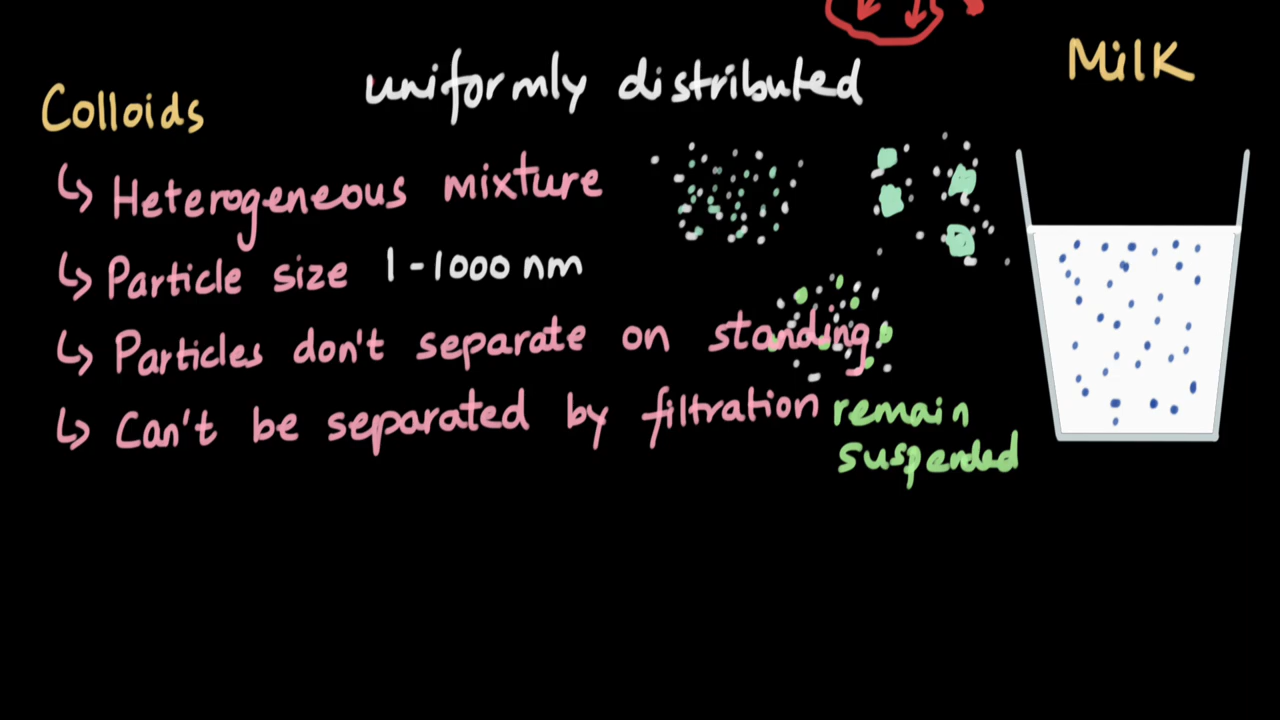 uniformly distributed
MilK
Colloids
↳ Heterogeneous mixture
↳ Particle size 1-1000 nm
↳ Particles don't separate on standing
↳ Can't be separated by filtration
remain
suspended